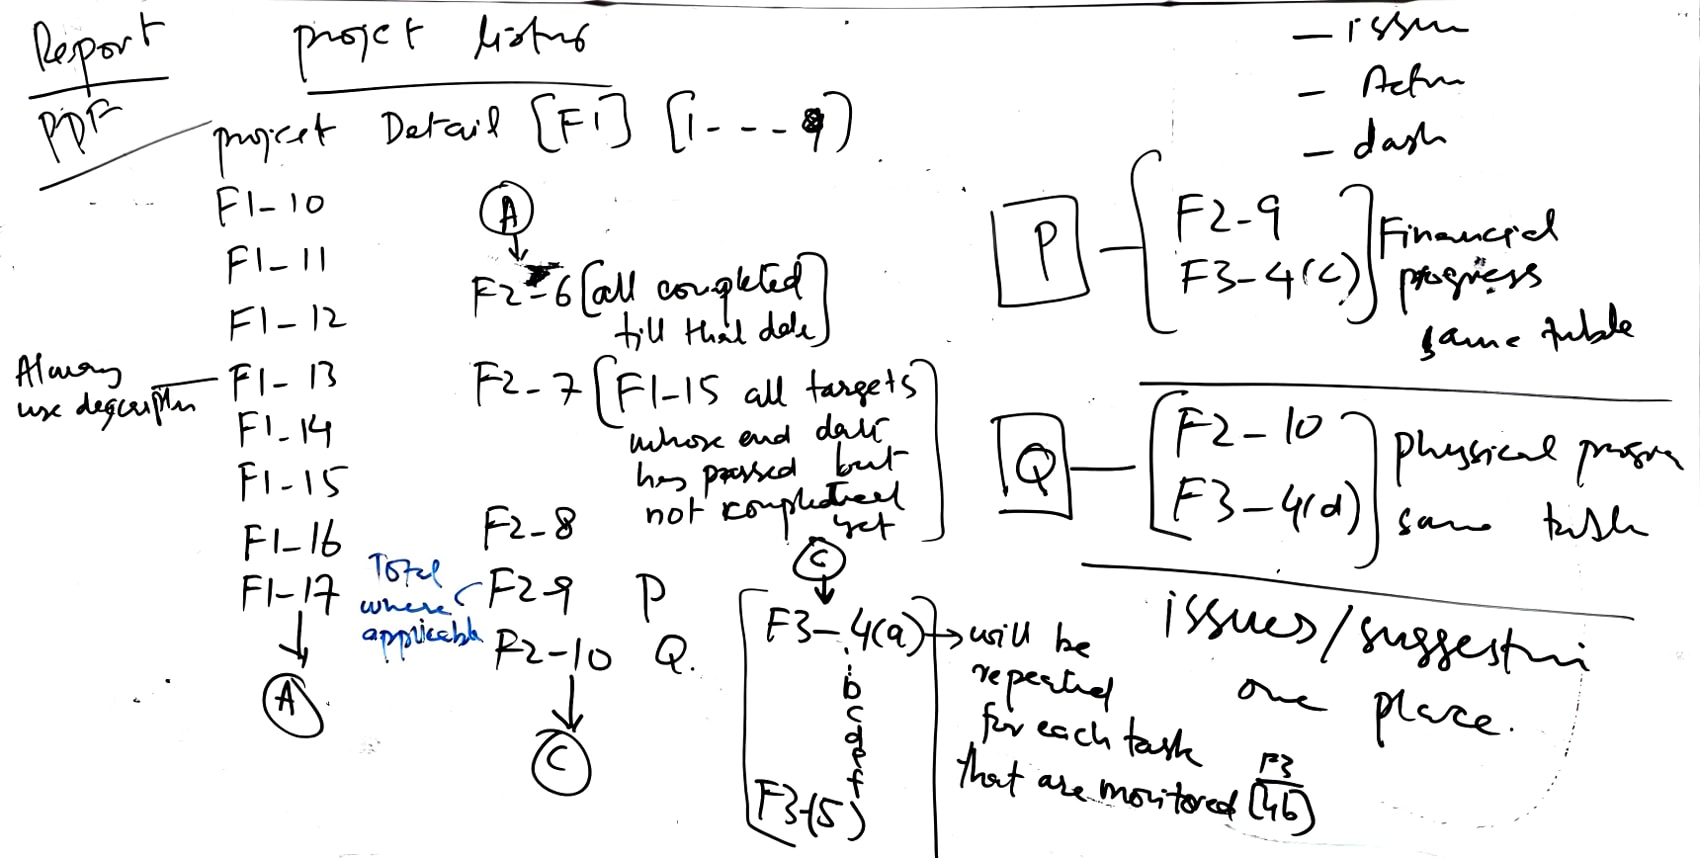 Report
PDF
project listing
project Detail [F1] [1---9]
F1-10
F1-11
F1-12
Always use description
F1-13
F1-14
F1-15
F1-16
F1-17
A
A
F2-6 [all completed
till that date]
F2-7 [F1-15 all targets
whose end date
has passed but
not completed
yet]
F2-8
Total
where
applicable
F2-9 P
F2-10 Q.
C
C
F3-4(a)
b
c
d
e
f
F3-(5)
will be
repeated
for each task
that are monitored (F3/4b)
- issue
- Action
- dash
P
F2-9
F3-4(c)
Financial
progress
same table
Q
F2-10
F3-4(d)
physical progra
same table
issues/suggestion
one place.